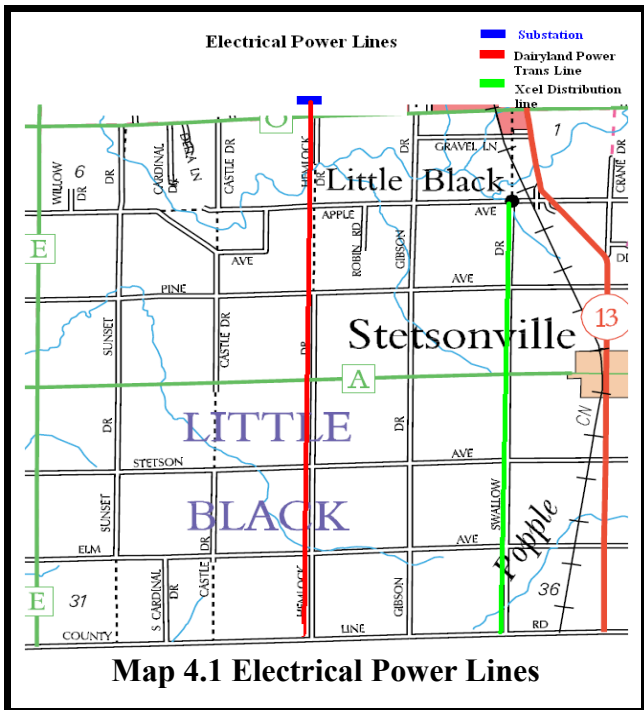 Electrical Power Lines
Substation
Dairyland Power
Trans Line
Xcel Distribution
line
1
GRAVEL LN
CRANE DR
WILLOW
DR
6
DR
CARDINAL
DR
DELTA LN
CASTLE DR
HEMLOCK
DR
DR
Little Black
APPLE
AVE
AVE
ROBIN RD
GIBSON
DR
E
PINE
AVE
SUNSET
CASTLE DR
DR
Stetsonville
13
A
CN
LITTLE
DR
DR
STETSON
AVE
BLACK
SUNSET
SWALLOW
Popple
ELM
AVE
CASTLE DR
31
S CARDINAL
DR
HEMLOCK
GIBSON
36
E
COUNTY
LINE
RD
Map 4.1 Electrical Power Lines